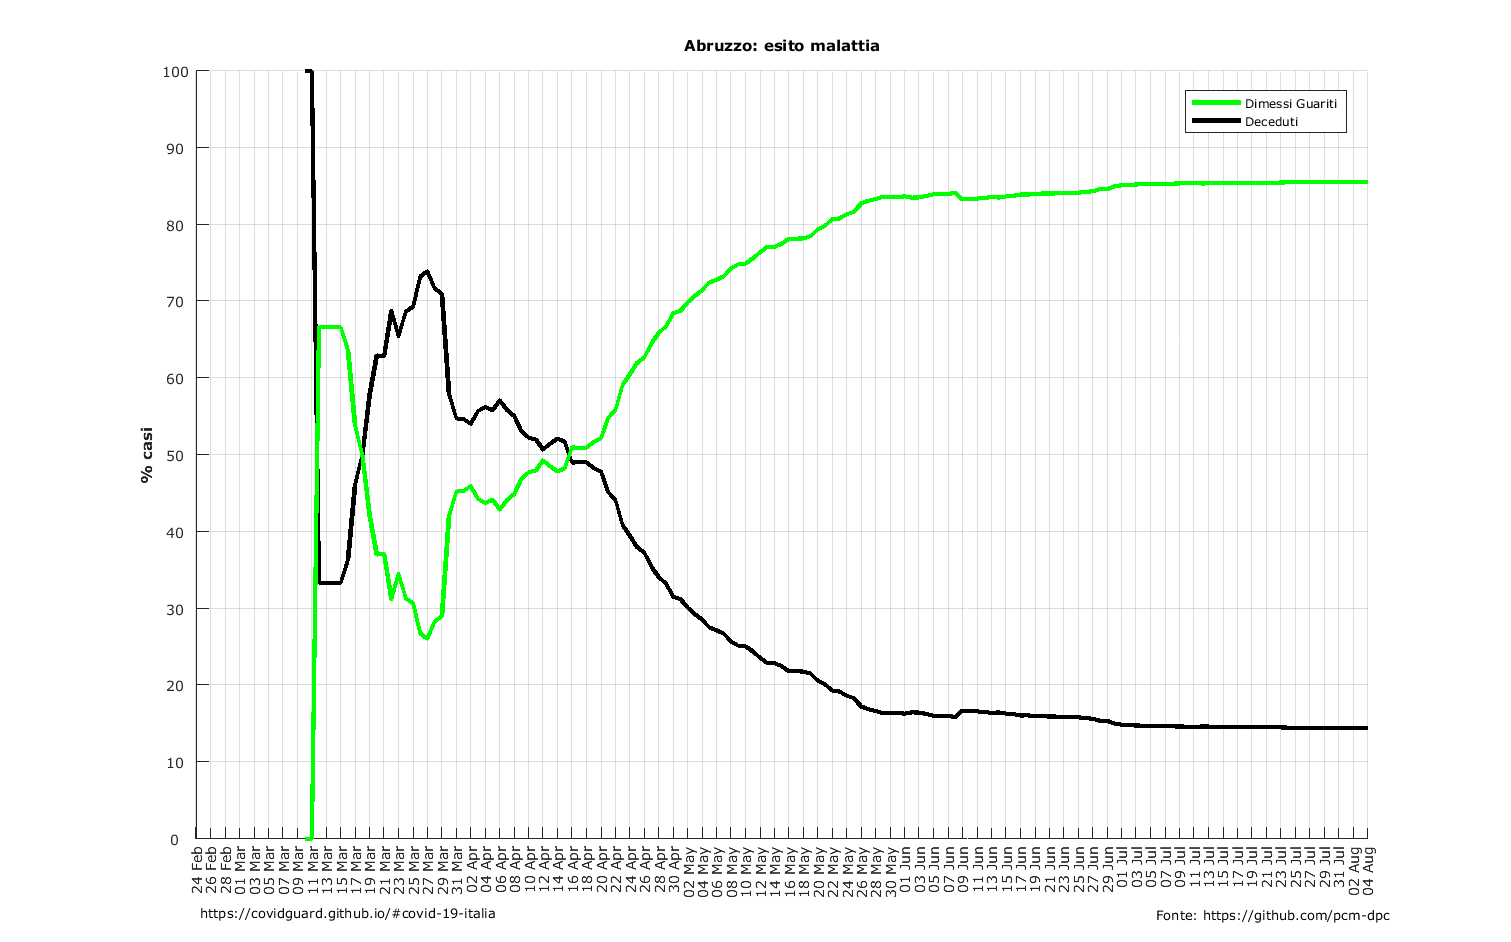 Abruzzo: esito malattia
Dimessi Guariti
Deceduti
% casi
100
90
80
70
60
50
40
30
20
10
0
24 Feb
26 Feb
28 Feb
01 Mar
03 Mar
05 Mar
07 Mar
09 Mar
11 Mar
13 Mar
15 Mar
17 Mar
19 Mar
21 Mar
23 Mar
25 Mar
27 Mar
29 Mar
31 Mar
02 Apr
04 Apr
06 Apr
08 Apr
10 Apr
12 Apr
14 Apr
16 Apr
18 Apr
20 Apr
22 Apr
24 Apr
26 Apr
28 Apr
30 Apr
02 May
04 May
06 May
08 May
10 May
12 May
14 May
16 May
18 May
20 May
22 May
24 May
26 May
28 May
30 May
01 Jun
03 Jun
05 Jun
07 Jun
09 Jun
11 Jun
13 Jun
15 Jun
17 Jun
19 Jun
21 Jun
23 Jun
25 Jun
27 Jun
29 Jun
01 Jul
03 Jul
05 Jul
07 Jul
09 Jul
11 Jul
13 Jul
15 Jul
17 Jul
19 Jul
21 Jul
23 Jul
25 Jul
27 Jul
29 Jul
31 Jul
02 Aug
04 Aug
https://covidguard.github.io/#covid-19-italia
Fonte: https://github.com/pcm-dpc